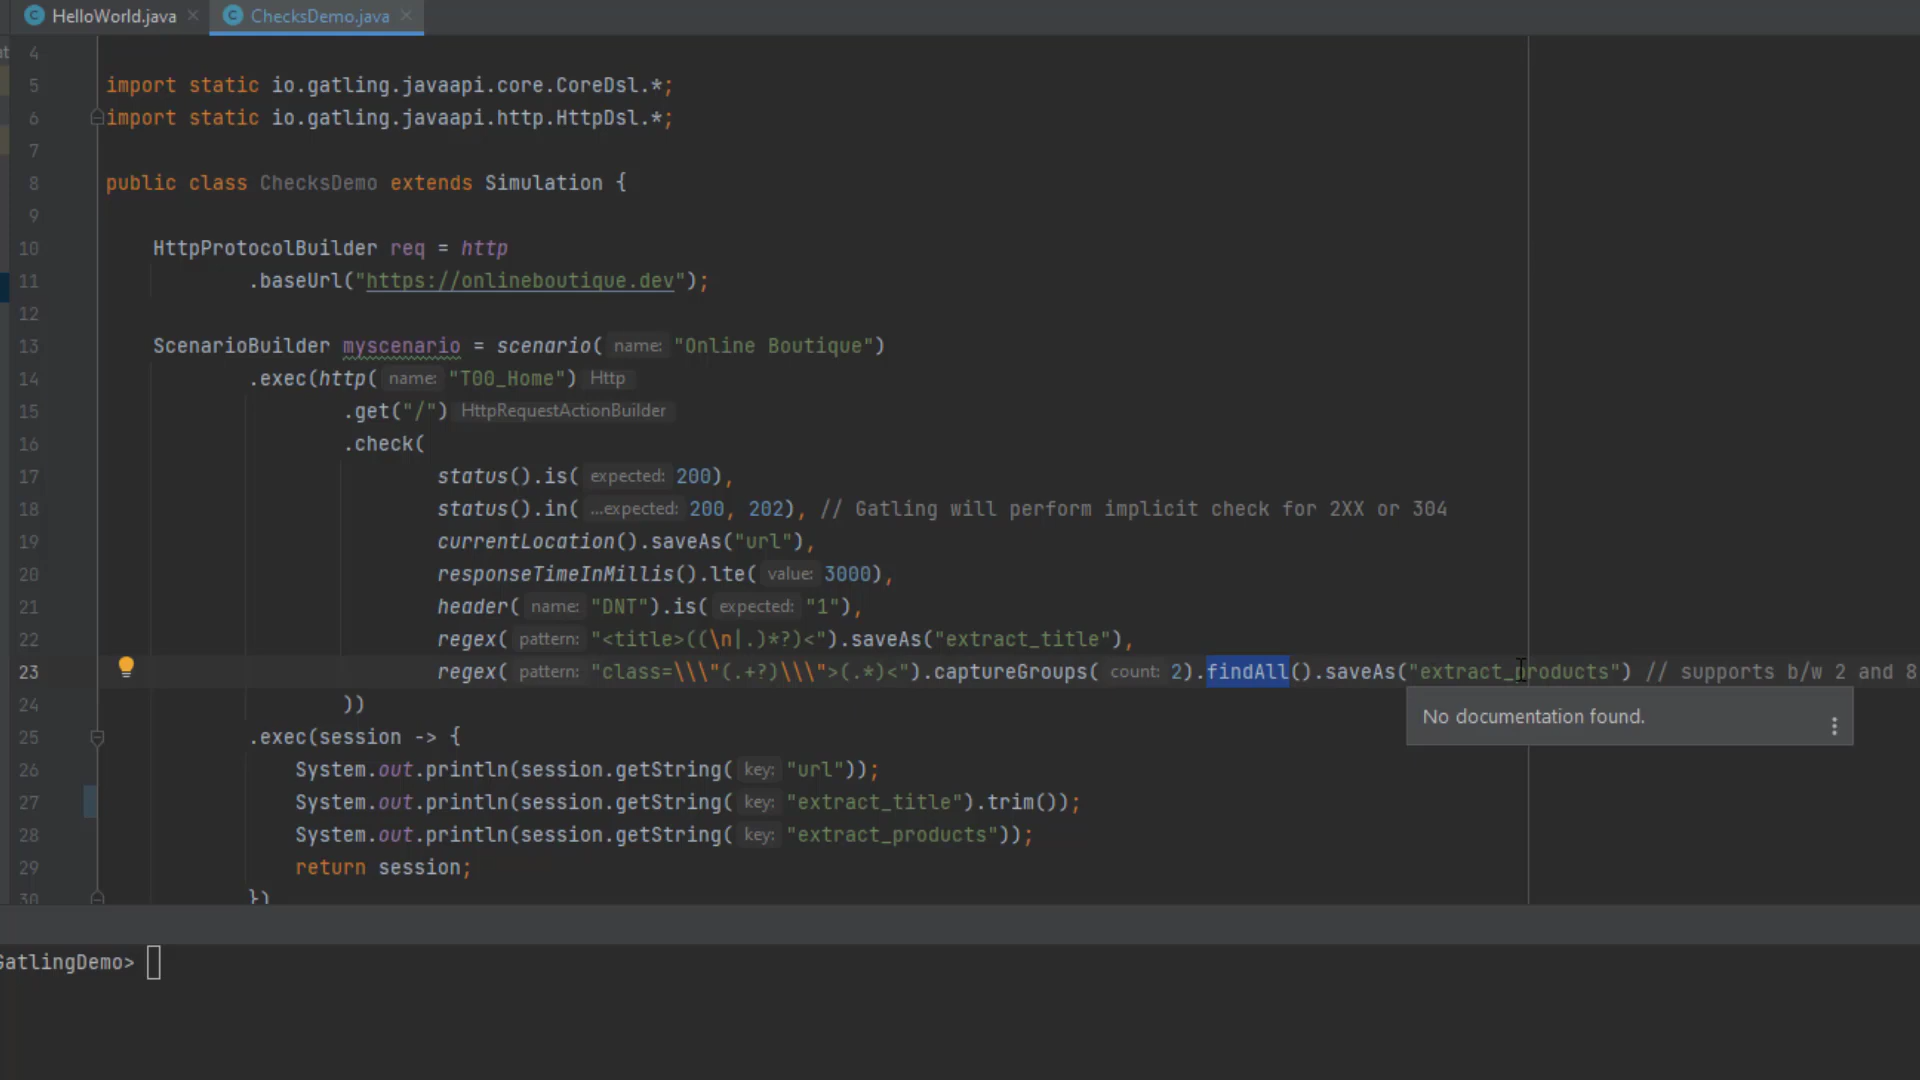 HelloWorld.java
ChecksDemo.java
4
5 import static io.gatling.javaapi.core.CoreDsl.*;
6 import static io.gatling.javaapi.http.HttpDsl.*;
7
8 public class ChecksDemo extends Simulation {
9
10 HttpProtocolBuilder req = http
11 .baseUrl("https://onlineboutique.dev");
12
13 ScenarioBuilder myscenario = scenario( name: "Online Boutique")
14 .exec(http( name: "T00_Home") Http
15 .get("/") HttpRequestActionBuilder
16 .check(
17 status().is( expected: 200),
18 status().in( ...expected: 200, 202), // Gatling will perform implicit check for 2XX or 304
19 currentLocation().saveAs("url"),
20 responseTimeInMillis().lte( value: 3000),
21 header( name: "DNT").is( expected: "1"),
22 regex( pattern: "<title>((\n|.)*?)<").saveAs("extract_title"),
23 regex( pattern: "class=\\\"(.+?)\\\">(.*)<").captureGroups( count: 2).findAll().saveAs("extract_products") // supports b/w 2 and 8
24 ))
No documentation found.
25 .exec(session -> {
26 System.out.println(session.getString( key: "url"));
27 System.out.println(session.getString( key: "extract_title").trim());
28 System.out.println(session.getString( key: "extract_products"));
29 return session;
30 })
GatlingDemo>